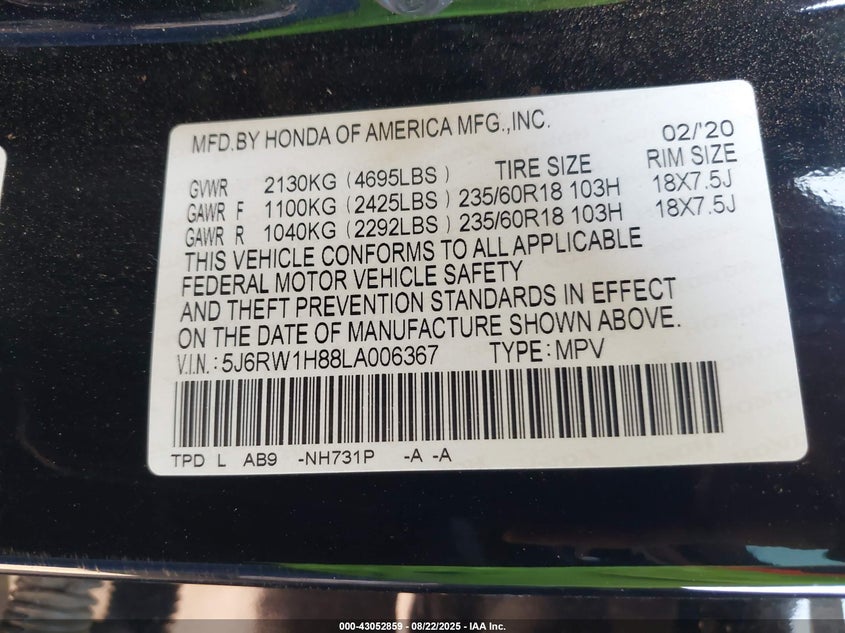 MFD.BY HONDA OF AMERICA MFG.,INC. 02/'20
TIRE SIZE RIM SIZE
GVWR 2130KG (4695LBS)
GAWR F 1100KG (2425LBS) 235/60R18 103H 18X7.5J
GAWR R 1040KG (2292LBS) 235/60R18 103H 18X7.5J
THIS VEHICLE CONFORMS TO ALL APPLICABLE
FEDERAL MOTOR VEHICLE SAFETY
AND THEFT PREVENTION STANDARDS IN EFFECT
ON THE DATE OF MANUFACTURE SHOWN ABOVE.
V.I.N.:5J6RW1H88LA006367 TYPE:MPV
TPD L AB9 -NH731P -A -A
000-43052859 - 08/22/2025 - IAA Inc.